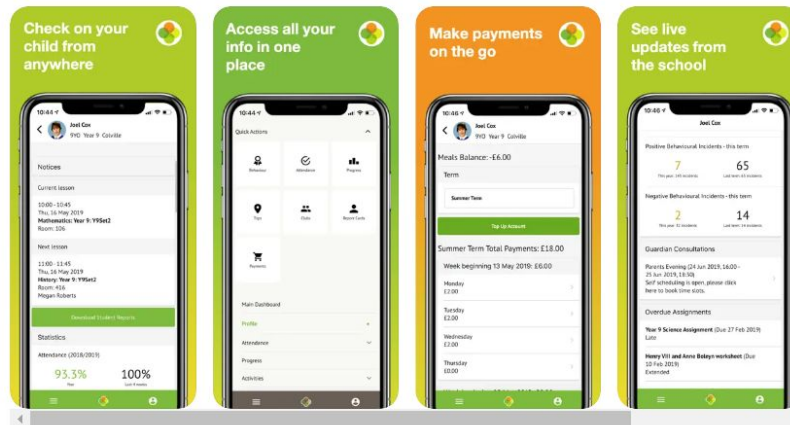 Check on your
child from
anywhere
10:44
Joel Cox
9YO Year 9 Colville
Notices
Current lesson
10:00 - 10:45
Thu, 16 May 2019
Mathematics: Year 9: Y9Set2
Room: 106
Next lesson
11:00 - 11:45
Thu, 16 May 2019
History: Year 9: Y9Set2
Room: 416
Megan Roberts
Download Student Reports
Statistics
Attendance (2018/2019)
93.3% 100%
Year Last 4 weeks
Access all your
info in one
place
10:44
Quick Actions
Behaviour Attendance Progress
Trips Clubs Report Cards
Payments
Main Dashboard
Profile
Attendance
Progress
Activities
Make payments
on the go
10:46
Joel Cox
9YO Year 9 Colville
Meals Balance: -£6.00
Term
Summer Term
Top Up Account
Summer Term Total Payments: £18.00
Week beginning 13 May 2019: £6.00
Monday
£2.00
Tuesday
£2.00
Wednesday
£2.00
Thursday
£0.00
See live
updates from
the school
10:46
Joel Cox
Positive Behavioural Incidents - this term
7 65
Negative Behavioural Incidents - this term
2 14
Guardian Consultations
Parents Evening (24 Jun 2019, 16:00 -
25 Jun 2019, 18:50)
Self scheduling is open, please click
here to book time slots.
Overdue Assignments
Year 9 Science Assignment (Due 27 Feb 2019)
Late
Henry VIII and Anne Boleyn worksheet (Due
10 Feb 2019)
Extended